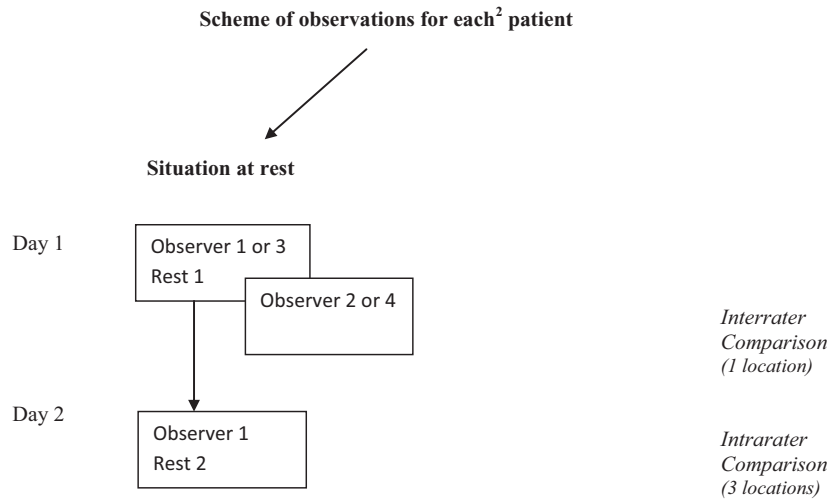 Scheme of observations for each² patient
Situation at rest
Day 1
Observer 1 or 3
Rest 1
Observer 2 or 4
Interrater
Comparison
(1 location)
Day 2
Observer 1
Rest 2
Intrarater
Comparison
(3 locations)